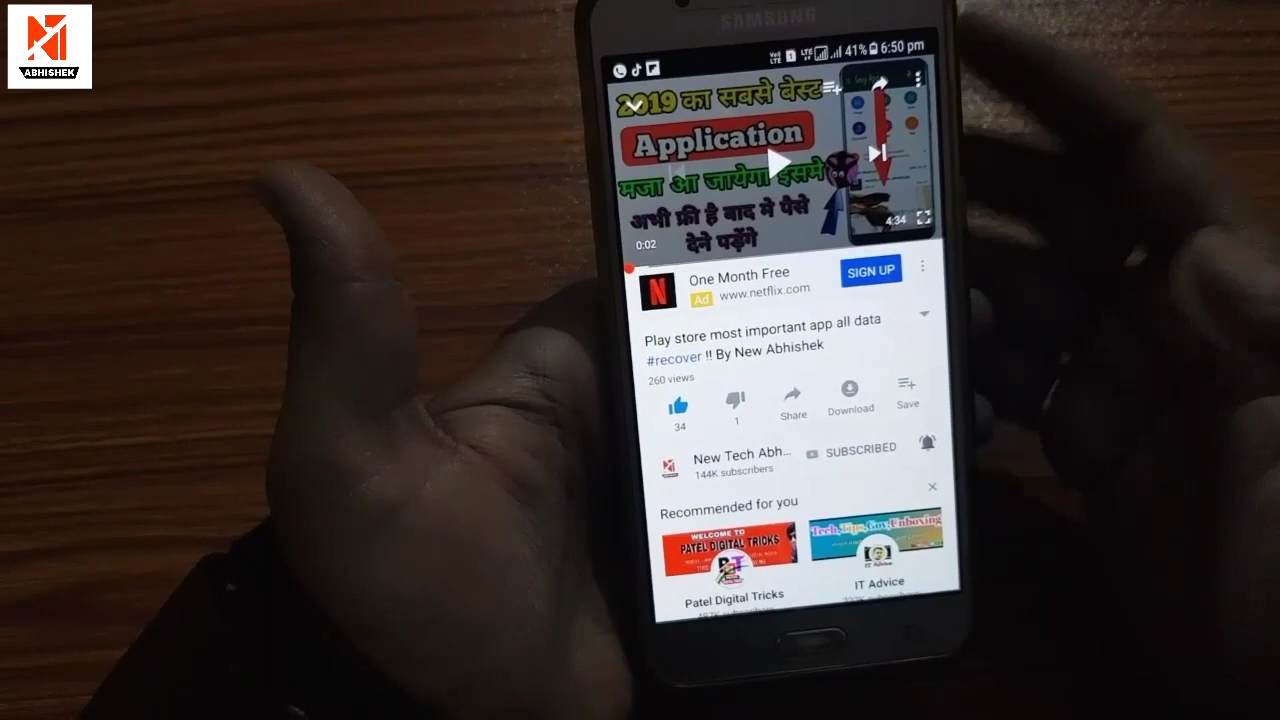 ABHISHEK
SAMSUNG
41% 6:50 pm
2019 का सबसे बेस्ट
Application
मजा आ जायेगा इसमे
अभी फ्री है बाद मे पैसे
देने पड़ेंगे
0:02
4:34
One Month Free
Ad www.netflix.com
SIGN UP
Play store most important app all data
#recover !! By New Abhishek
260 views
34
1
Share
Download
Save
New Tech Abh...
144K subscribers
SUBSCRIBED
Recommended for you
WELCOME TO
PATEL DIGITAL TRICKS
Tech,Tips,Gov,Unboxing
Patel Digital Tricks
IT Advice